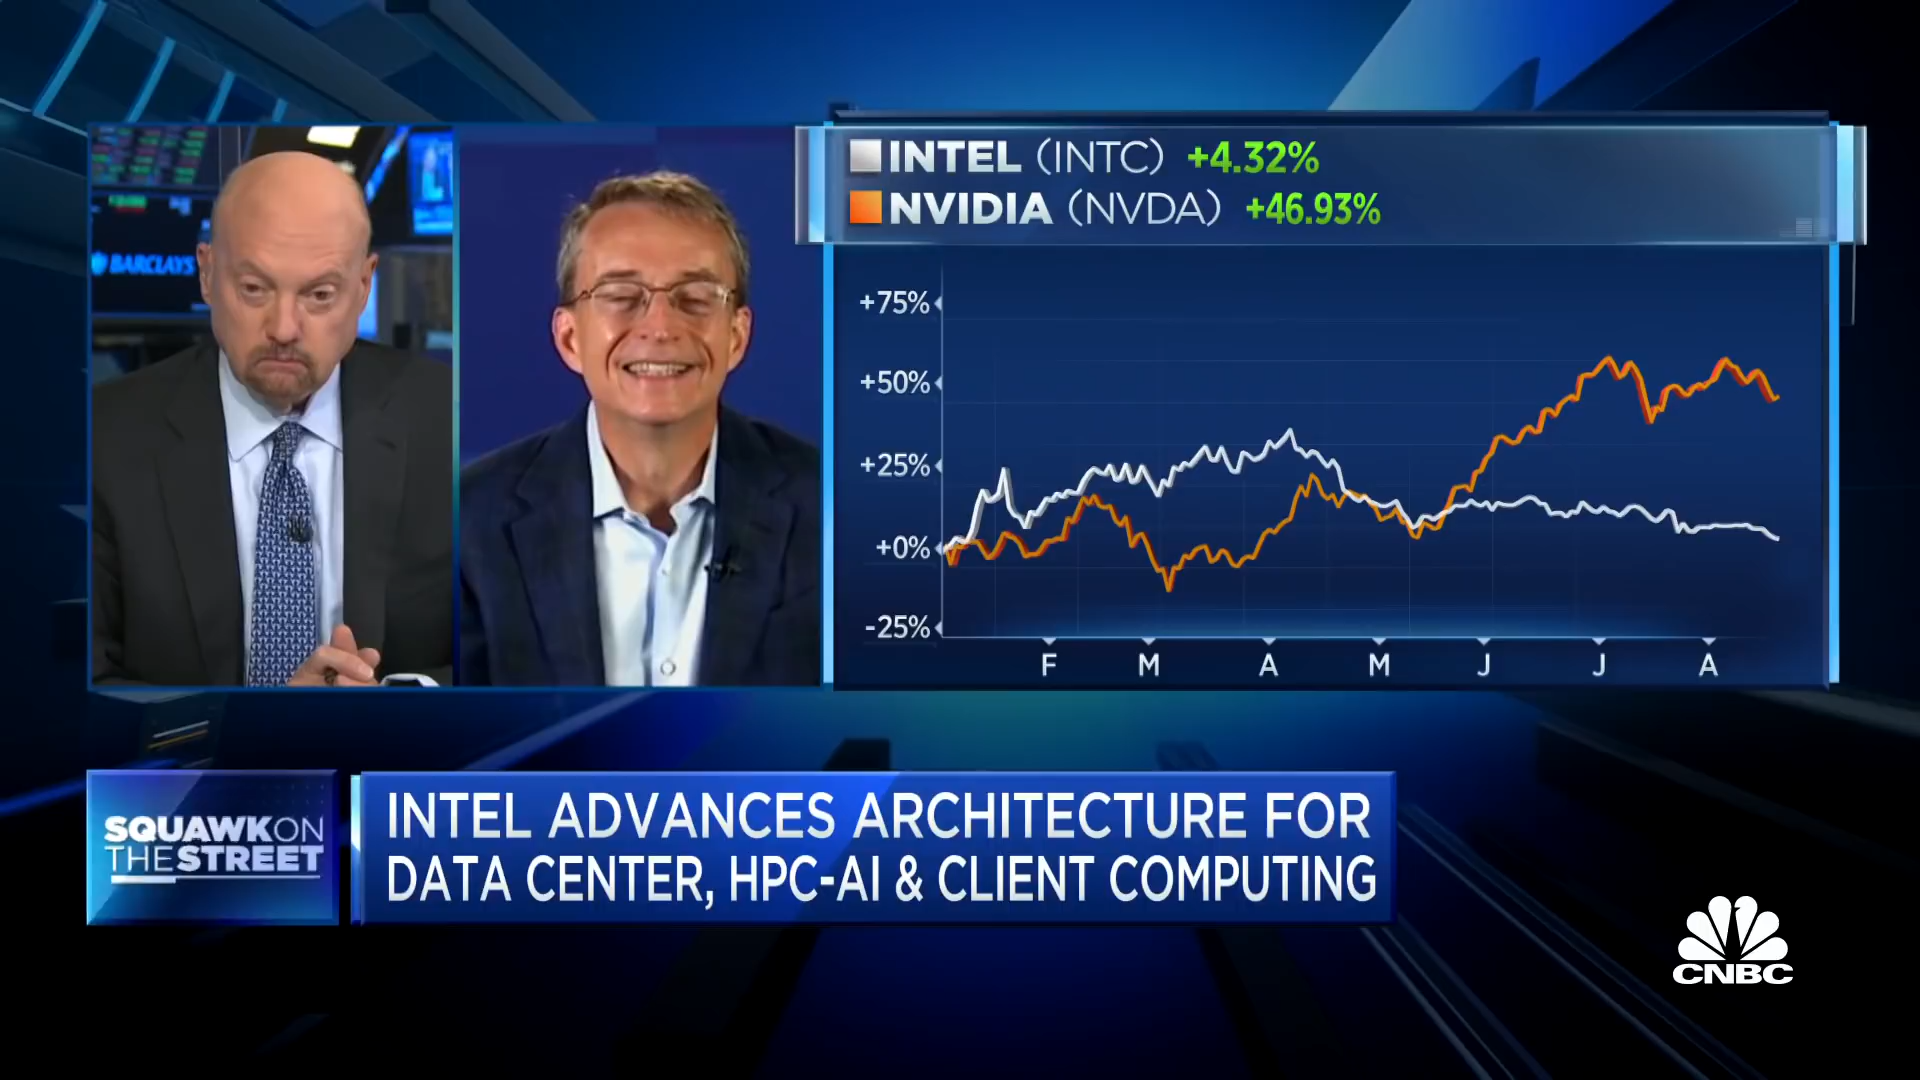 BARCLAYS
INTEL (INTC) +4.32%
NVIDIA (NVDA) +46.93%
+75%
+50%
+25%
+0%
-25%
F M A M J J A
SQUAWK ON
THE STREET
INTEL ADVANCES ARCHITECTURE FOR
DATA CENTER, HPC-AI & CLIENT COMPUTING
CNBC